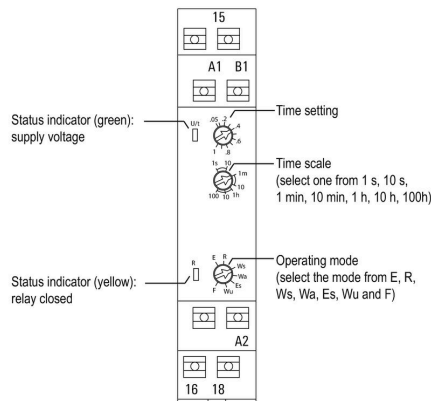 15
A1 B1
Status indicator (green):
supply voltage
U/t
.05 .2 .4 .6 .8 1
Time setting
1s 10 1m 10 1h 10 100
Time scale
(select one from 1 s, 10 s,
1 min, 10 min, 1 h, 10 h, 100h)
Status indicator (yellow):
relay closed
R
E R Ws Wa Es Wu F
Operating mode
(select the mode from E, R,
Ws, Wa, Es, Wu and F)
A2
16 18